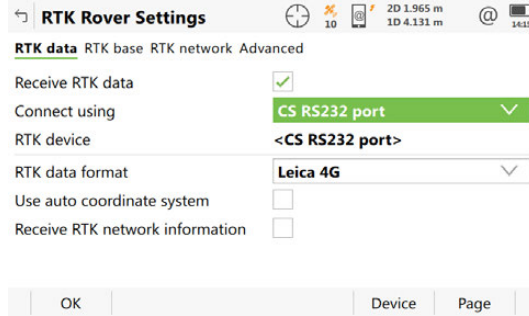 RTK Rover Settings
10
@
2D 1.965 m
1D 4.131 m
@
RTK data RTK base RTK network Advanced
Receive RTK data
Connect using CS RS232 port
RTK device <CS RS232 port>
RTK data format Leica 4G
Use auto coordinate system
Receive RTK network information
OK Device Page